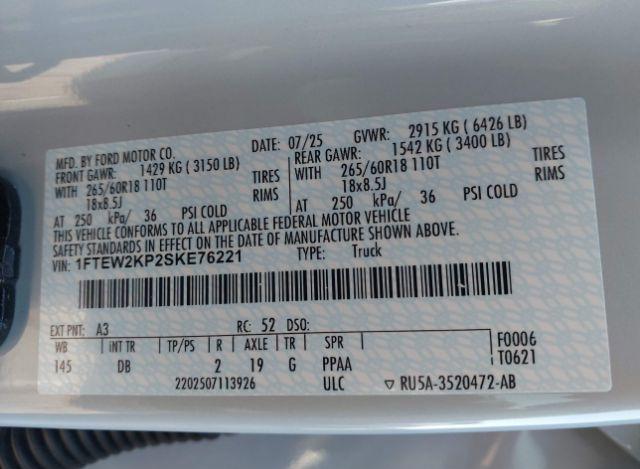 MFD. BY FORD MOTOR CO.
DATE: 07/25 GVWR: 2915 KG ( 6426 LB)
FRONT GAWR: 1429 KG ( 3150 LB) REAR GAWR: 1542 KG ( 3400 LB)
WITH 265/60R18 110T TIRES WITH 265/60R18 110T TIRES
18x8.5J RIMS 18x8.5J RIMS
AT 250 kPa/ 36 PSI COLD AT 250 kPa/ 36 PSI COLD
THIS VEHICLE CONFORMS TO ALL APPLICABLE FEDERAL MOTOR VEHICLE
SAFETY STANDARDS IN EFFECT ON THE DATE OF MANUFACTURE SHOWN ABOVE.
VIN: 1FTEW2KP2SKE76221 TYPE: Truck
EXT PNT: A3 RC: 52 DSO:
WB INT TR TP/PS R AXLE TR SPR F0006
145 DB 2 19 G PPAA T0621
2202507113926 ULC ▽ RU5A-3520472-AB